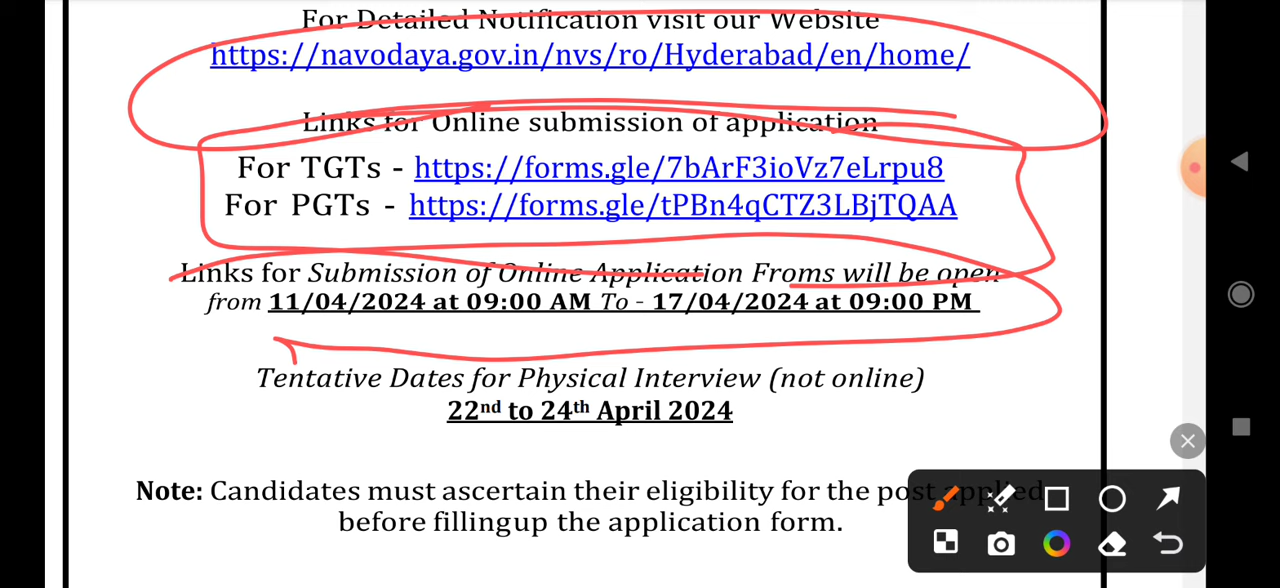 For Detailed Notification visit our Website
https://navodaya.gov.in/nvs/ro/Hyderabad/en/home/
Links for Online submission of application
For TGTs - https://forms.gle/7bArF3ioVz7eLrpu8
For PGTs - https://forms.gle/tPBn4qCTZ3LBjTQAA
Links for Submission of Online Application Froms will be open
from 11/04/2024 at 09:00 AM To - 17/04/2024 at 09:00 PM
Tentative Dates for Physical Interview (not online)
22nd to 24th April 2024
Note: Candidates must ascertain their eligibility for the post applied
before fillingup the application form.